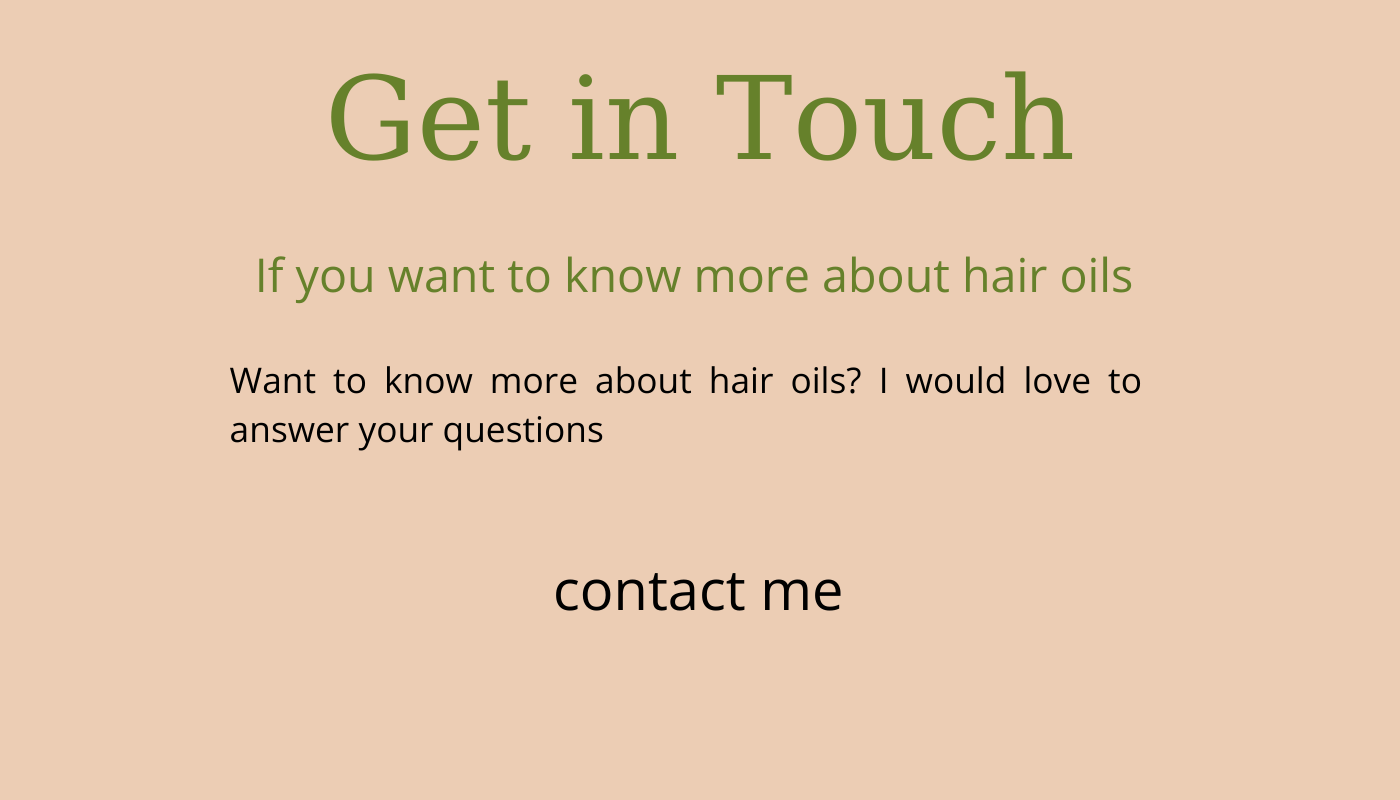 Get in Touch
If you want to know more about hair oils
Want to know more about hair oils? I would love to
answer your questions
contact me